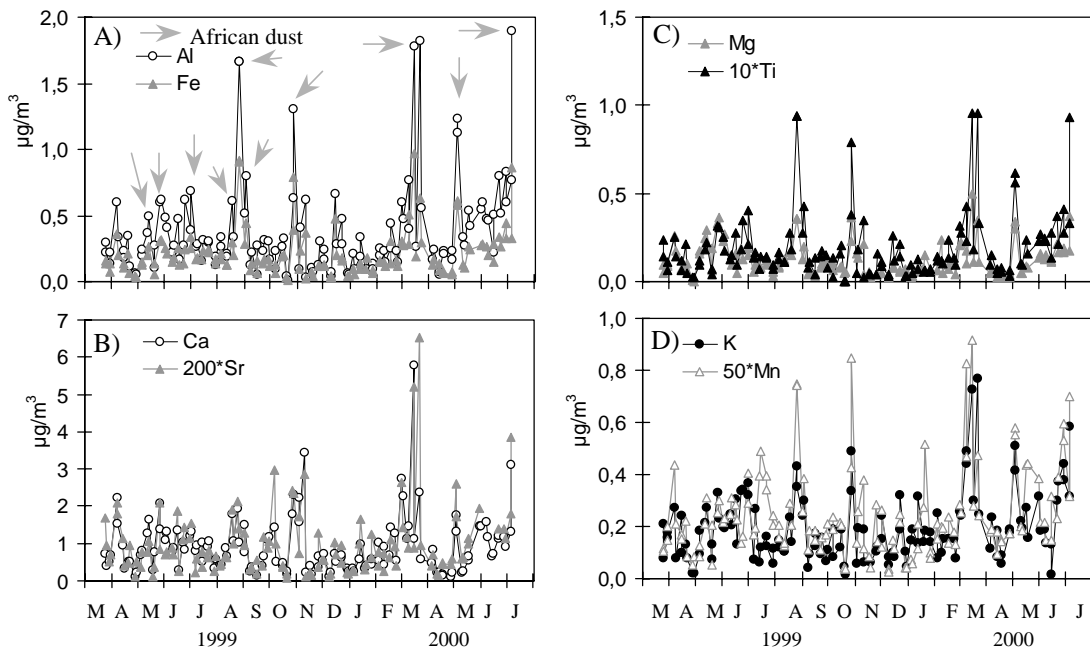 A)
African dust
Al
Fe
µg/m³
2,0
1,5
1,0
0,5
0,0
C)
Mg
10*Ti
µg/m³
1,5
1,0
0,5
0,0
B)
Ca
200*Sr
µg/m³
7
6
5
4
3
2
1
0
M A M J J A S O N D J F M A M J J
1999 2000
D)
K
50*Mn
µg/m³
1,0
0,8
0,6
0,4
0,2
0,0
M A M J J A S O N D J F M A M J J
1999 2000